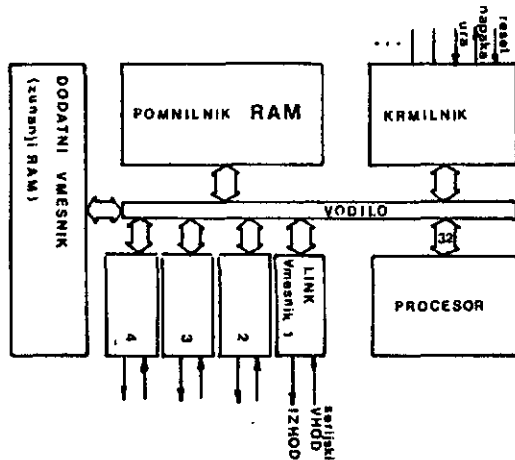 reset
napaka
ura
...
DODATNI VMESNIK
(zunanji RAM)
POMNILNIK RAM
KRMILNIK
VODILO
32
4
3
2
LINK
Vmesnik 1
PROCESOR
serijski
VHOD
IZHOD